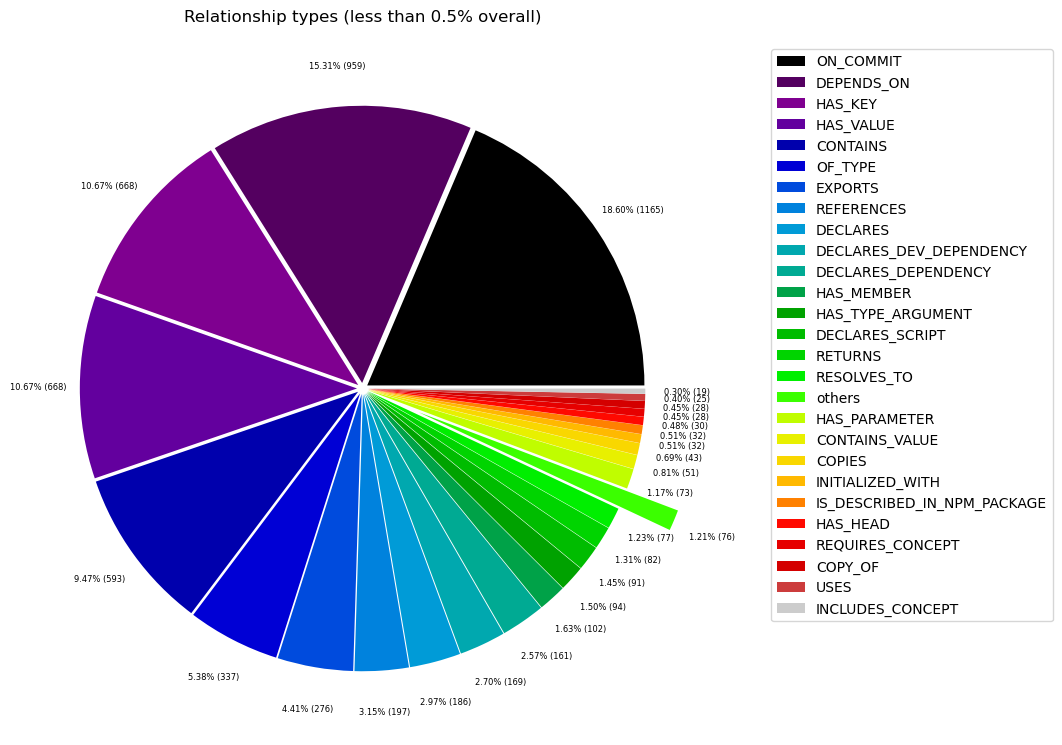 Relationship types (less than 0.5% overall)
15.31% (959)
10.67% (668)
18.60% (1165)
10.67% (668)
0.30% (19)
0.40% (25)
0.45% (28)
0.45% (28)
0.48% (30)
0.51% (32)
0.51% (32)
0.69% (43)
0.81% (51)
1.17% (73)
1.21% (76)
1.23% (77)
1.31% (82)
1.45% (91)
1.50% (94)
1.63% (102)
2.57% (161)
2.70% (169)
2.97% (186)
3.15% (197)
4.41% (276)
5.38% (337)
9.47% (593)
ON_COMMIT
DEPENDS_ON
HAS_KEY
HAS_VALUE
CONTAINS
OF_TYPE
EXPORTS
REFERENCES
DECLARES
DECLARES_DEV_DEPENDENCY
DECLARES_DEPENDENCY
HAS_MEMBER
HAS_TYPE_ARGUMENT
DECLARES_SCRIPT
RETURNS
RESOLVES_TO
others
HAS_PARAMETER
CONTAINS_VALUE
COPIES
INITIALIZED_WITH
IS_DESCRIBED_IN_NPM_PACKAGE
HAS_HEAD
REQUIRES_CONCEPT
COPY_OF
USES
INCLUDES_CONCEPT